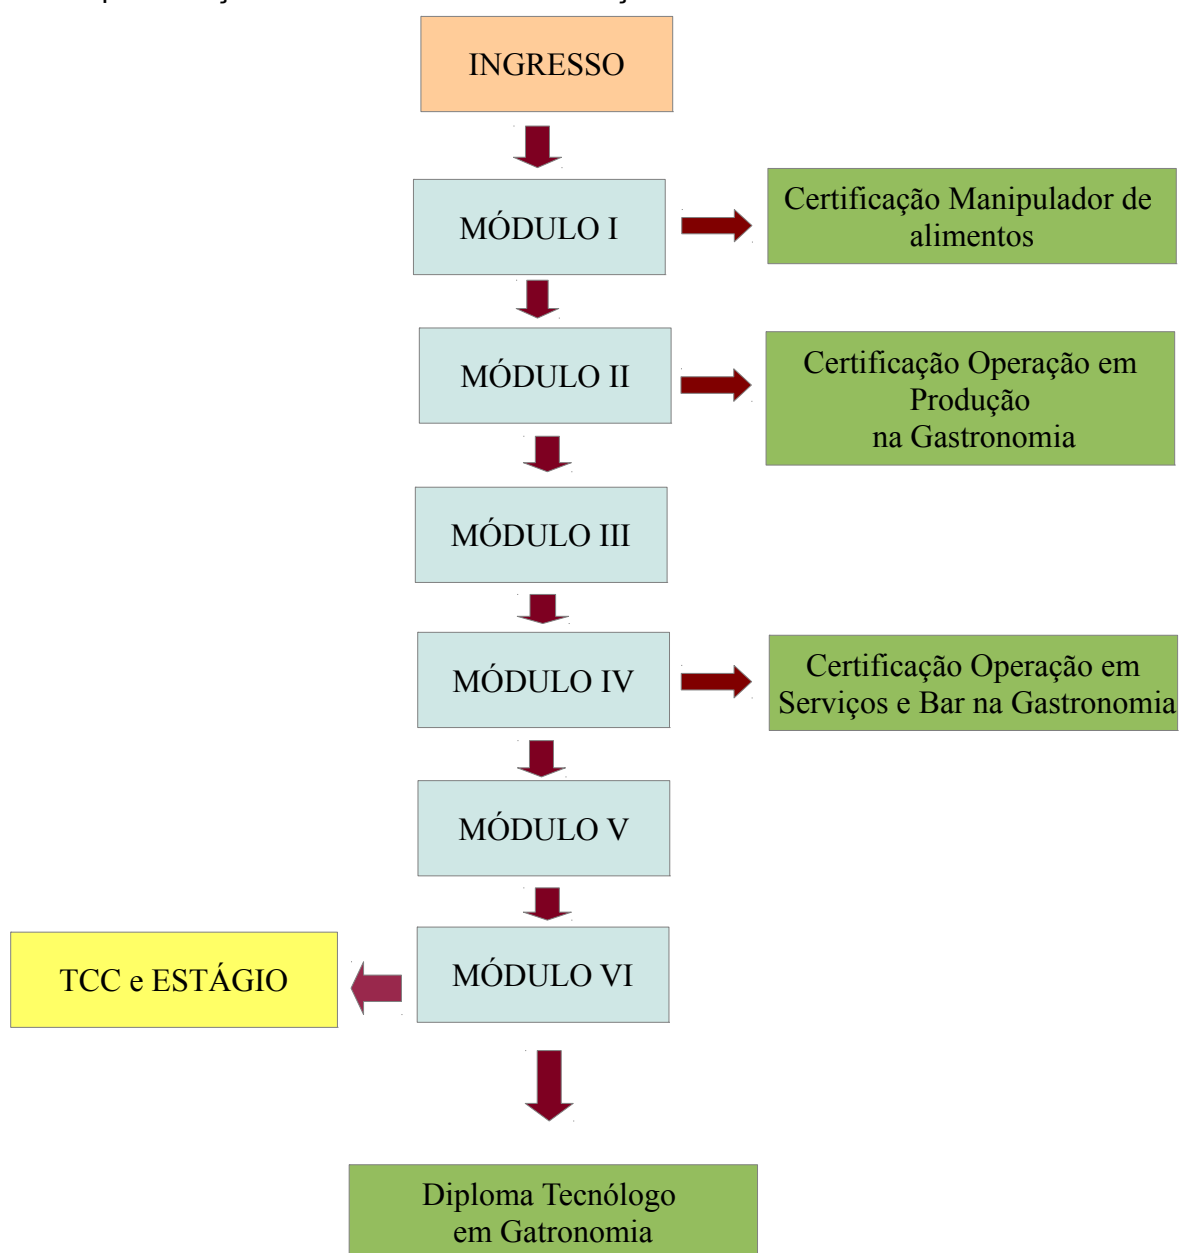 INGRESSO
MÓDULO I
Certificação Manipulador de
alimentos
MÓDULO II
Certificação Operação em
Produção
na Gastronomia
MÓDULO III
MÓDULO IV
Certificação Operação em
Serviços e Bar na Gastronomia
MÓDULO V
TCC e ESTÁGIO
MÓDULO VI
Diploma Tecnólogo
em Gatronomia